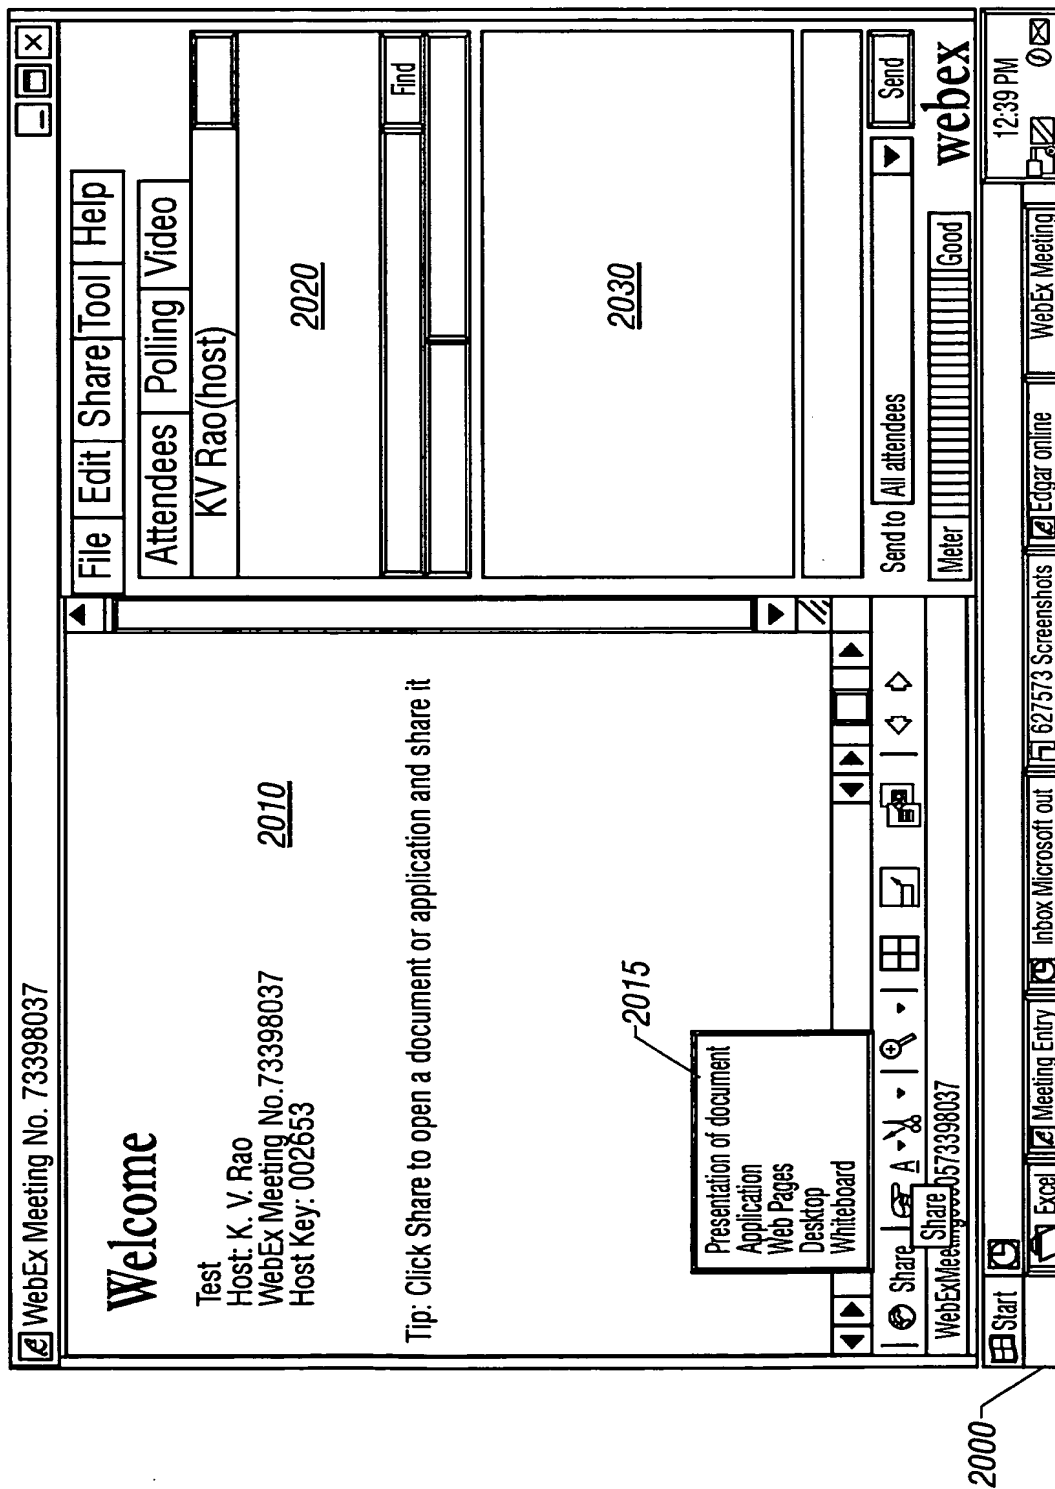 WebEx Meeting No. 73398037
Welcome
Test
Host: K. V. Rao
WebEx Meeting No.73398037
Host Key: 002653
2010
Tip: Click Share to open a document or application and share it
2015
Presentation of document
Application
Web Pages
Desktop
Whiteboard
Share
A
Share
File Edit Share Tool Help
Attendees Polling Video
KV Rao(host)
2020
Find
2030
Send to All attendees Send
Meter Good
webex
Start
12:39 PM
Excel Meeting Entry Inbox Microsoft out 627573 Screenshots Edgar online WebEx Meeting
2000